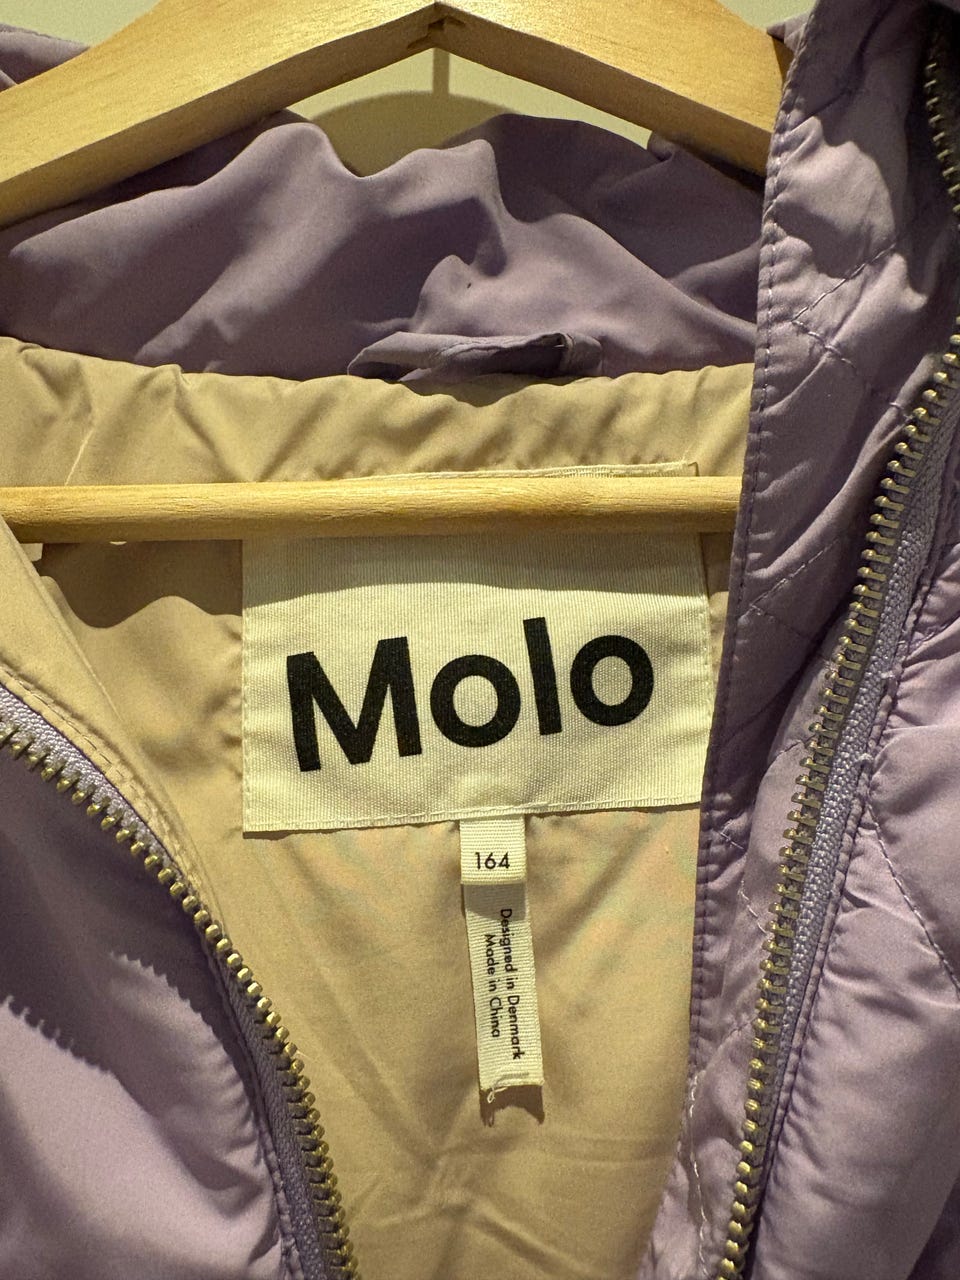 Molo
164
Designed in Denmark
Made in China